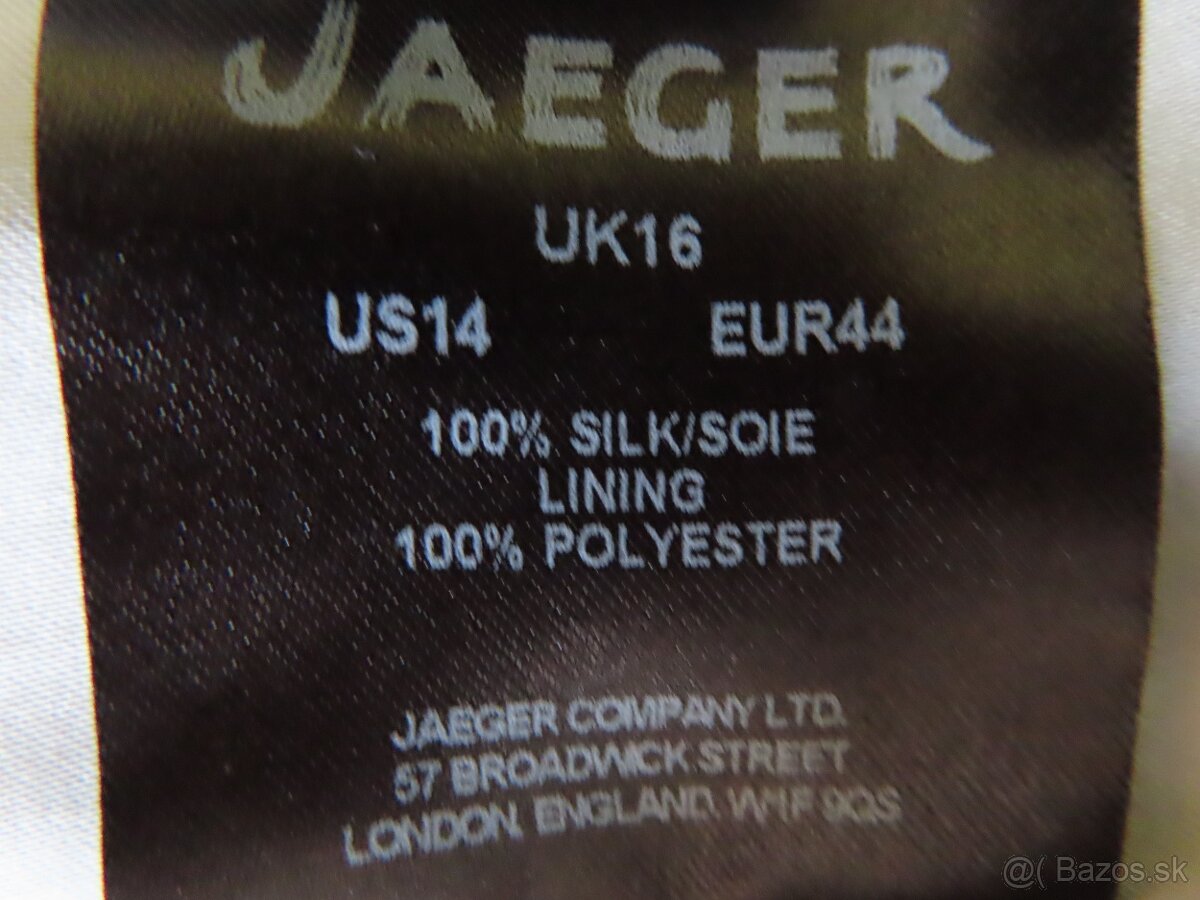 JAEGER
UK16
US14 EUR44
100% SILK/SOIE
LINING
100% POLYESTER
JAEGER COMPANY LTD.
57 BROADWICK STREET
LONDON, ENGLAND. W1F 9QS
@( Bazos.sk